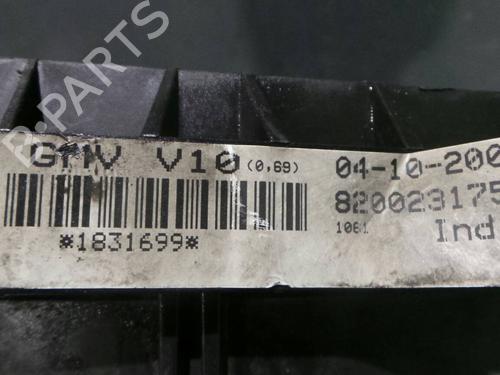 B-PARTS
GMV V10 (0,69) 04-10-200
820023175
1061 Ind
*1831699*